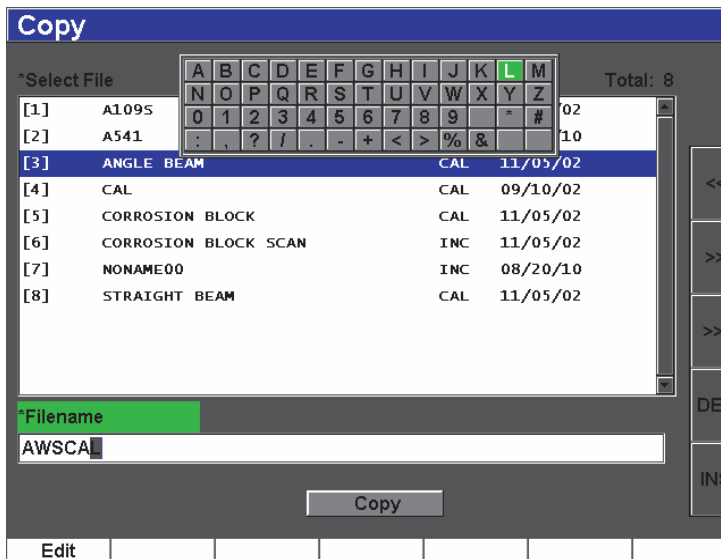 Copy
*Select File
Total: 8
A B C D E F G H I J K L M
N O P Q R S T U V W X Y Z
0 1 2 3 4 5 6 7 8 9 * #
: , ? / . - + < > % &
[1] A109S /02
[2] A541 /10
[3] ANGLE BEAM CAL 11/05/02
[4] CAL CAL 09/10/02
[5] CORROSION BLOCK CAL 11/05/02
[6] CORROSION BLOCK SCAN INC 11/05/02
[7] NONAME00 INC 08/20/10
[8] STRAIGHT BEAM CAL 11/05/02
*Filename
AWSCAL
Copy
Edit